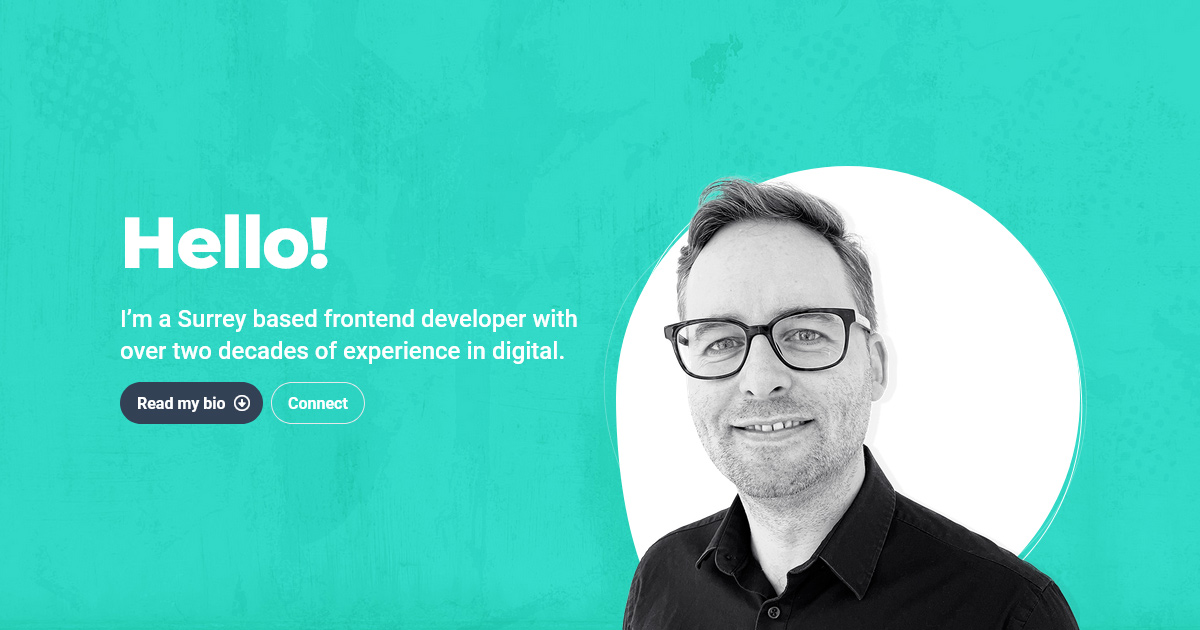 Hello!
I’m a Surrey based frontend developer with
over two decades of experience in digital.
Read my bio
Connect